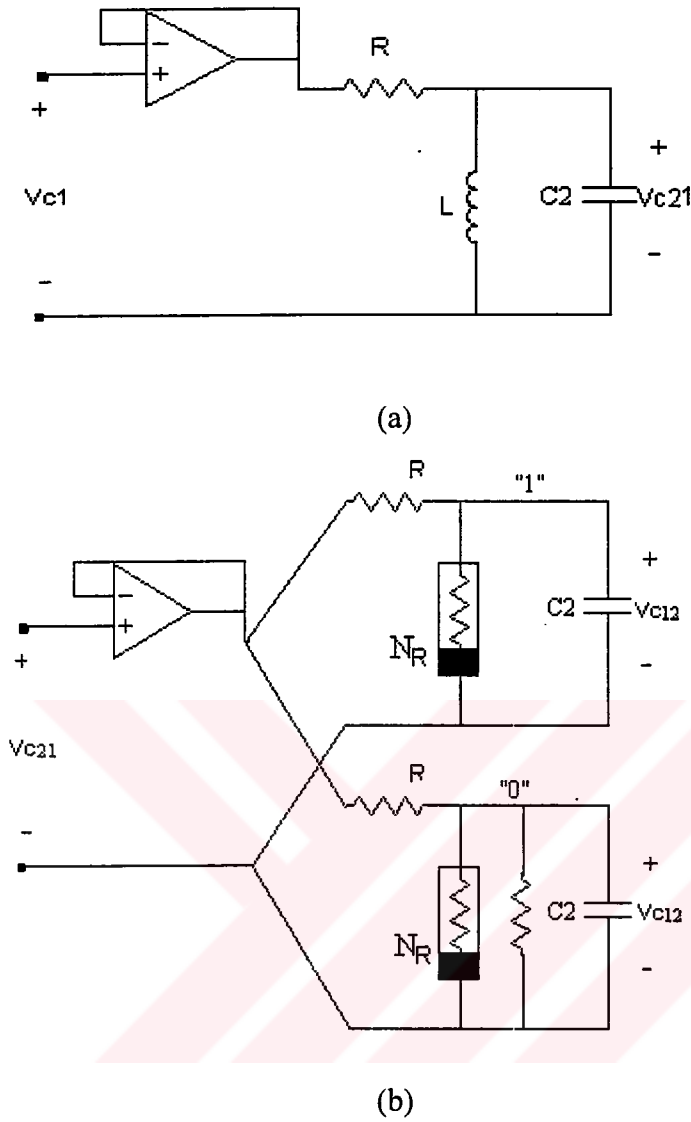 R
− +
+
Vc1
−
L
C2
+
Vc21
−
(a)
R
"1"
− +
+
Vc21
−
NR
C2
+
Vc12
−
R
"0"
NR
C2
+
Vc12
−
(b)